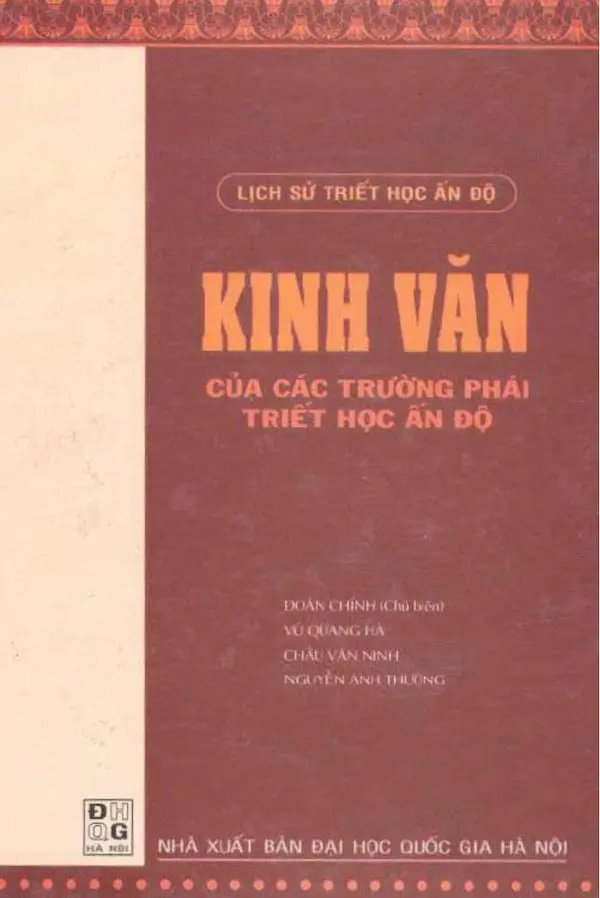 LỊCH SỬ TRIẾT HỌC ẤN ĐỘ
KINH VĂN
CỦA CÁC TRƯỜNG PHÁI
TRIẾT HỌC ẤN ĐỘ
DOÃN CHÍNH (Chủ biên)
VŨ QUANG HÀ
CHÂU VĂN NINH
NGUYỄN ANH THƯỜNG
ĐH
QG
HÀ NỘI
NHÀ XUẤT BẢN ĐẠI HỌC QUỐC GIA HÀ NỘI